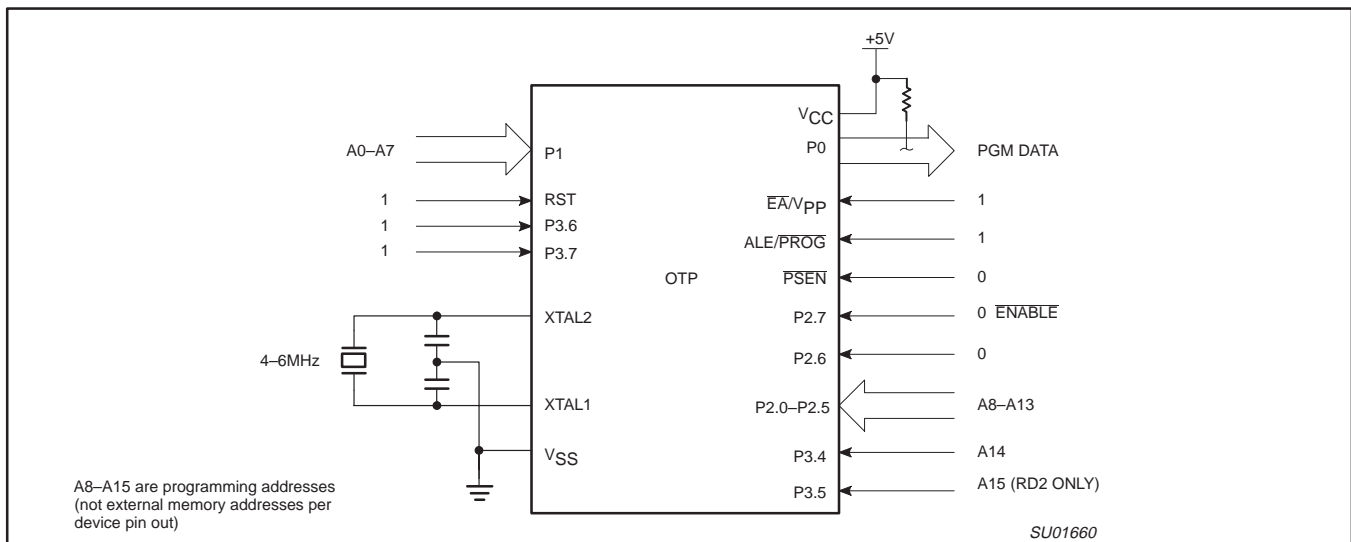 +5V
VCC
A0–A7
P1
P0
PGM DATA
1
RST
EA/VPP
1
1
P3.6
ALE/PROG
1
1
P3.7
OTP
PSEN
0
XTAL2
P2.7
0 ENABLE
4–6MHz
P2.6
0
XTAL1
P2.0–P2.5
A8–A13
VSS
P3.4
A14
A8–A15 are programming addresses
(not external memory addresses per
device pin out)
P3.5
A15 (RD2 ONLY)
SU01660